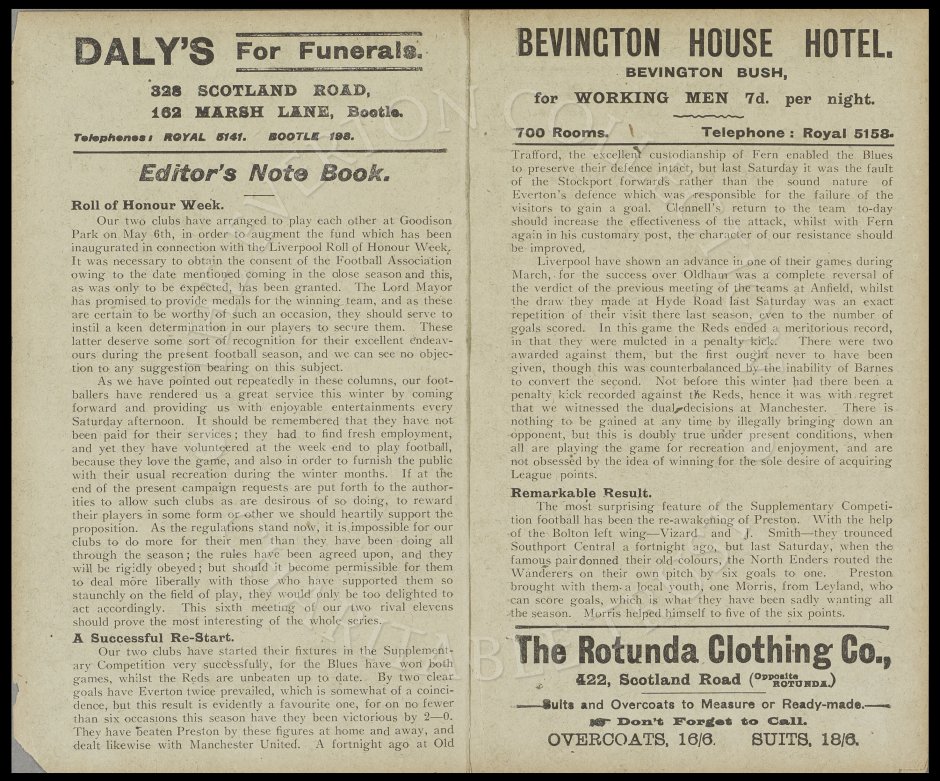 DALY'S For Funerals.
328 SCOTLAND ROAD,
162 MARSH LANE, Bootle.
Telephones: ROYAL 5141. BOOTLE 198.
Editor's Note Book.
Roll of Honour Week.
Our two clubs have arranged to play each other at Goodison
Park on May 6th, in order to augment the fund which has been
inaugurated in connection with the Liverpool Roll of Honour Week.
It was necessary to obtain the consent of the Football Association
owing to the date mentioned coming in the close season and this,
as was only to be expected, has been granted. The Lord Mayor
has promised to provide medals for the winning team, and as these
are certain to be worthy of such an occasion, they should serve to
instil a keen determination in our players to secure them. These
latter deserve some sort of recognition for their excellent endeav-
ours during the present football season, and we can see no objec-
tion to any suggestion bearing on this subject.
As we have pointed out repeatedly in these columns, our foot-
ballers have rendered us a great service this winter by coming
forward and providing us with enjoyable entertainments every
Saturday afternoon. It should be remembered that they have not
been paid for their services; they had to find fresh employment,
and yet they have volunteered at the week end to play football,
because they love the game, and also in order to furnish the public
with their usual recreation during the winter months. If at the
end of the present campaign requests are put forth to the author-
ities to allow such clubs as are desirous of so doing, to reward
their players in some form or other we should heartily support the
proposition. As the regulations stand now, it is impossible for our
clubs to do more for their men than they have been doing all
through the season; the rules have been agreed upon, and they
will be rigidly obeyed; but should it become permissible for them
to deal more liberally with those who have supported them so
staunchly on the field of play, they would only be too delighted to
act accordingly. This sixth meeting of our two rival elevens
should prove the most interesting of the whole series.
A Successful Re-Start.
Our two clubs have started their fixtures in the Supplement-
ary Competition very successfully, for the Blues have won both
games, whilst the Reds are unbeaten up to date. By two clear
goals have Everton twice prevailed, which is somewhat of a coinci-
dence, but this result is evidently a favourite one, for on no fewer
than six occasions this season have they been victorious by 2—0.
They have beaten Preston by these figures at home and away, and
dealt likewise with Manchester United. A fortnight ago at Old
BEVINGTON HOUSE HOTEL.
BEVINGTON BUSH,
for WORKING MEN 7d. per night.
700 Rooms. Telephone: Royal 5158.
Trafford, the excellent custodianship of Fern enabled the Blues
to preserve their defence intact, but last Saturday it was the fault
of the Stockport forwards rather than the sound nature of
Everton's defence which was responsible for the failure of the
visitors to gain a goal. Clennell's return to the team to-day
should increase the effectiveness of the attack, whilst with Fern
again in his customary post, the character of our resistance should
be improved.
Liverpool have shown an advance in one of their games during
March, for the success over Oldham was a complete reversal of
the verdict of the previous meeting of the teams at Anfield, whilst
the draw they made at Hyde Road last Saturday was an exact
repetition of their visit there last season, even to the number of
goals scored. In this game the Reds ended a meritorious record,
in that they were mulcted in a penalty kick. There were two
awarded against them, but the first ought never to have been
given, though this was counterbalanced by the inability of Barnes
to convert the second. Not before this winter had there been a
penalty kick recorded against the Reds, hence it was with regret
that we witnessed the dual decisions at Manchester. There is
nothing to be gained at any time by illegally bringing down an
opponent, but this is doubly true under present conditions, when
all are playing the game for recreation and enjoyment, and are
not obsessed by the idea of winning for the sole desire of acquiring
League points.
Remarkable Result.
The most surprising feature of the Supplementary Competi-
tion football has been the re-awakening of Preston. With the help
of the Bolton left wing—Vizard and J. Smith—they trounced
Southport Central a fortnight ago, but last Saturday, when the
famous pair donned their old colours, the North Enders routed the
Wanderers on their own pitch by six goals to one. Preston
brought with them a local youth, one Morris, from Leyland, who
can score goals, which is what they have been sadly wanting all
the season. Morris helped himself to five of the six points.
The Rotunda Clothing Co.,
422, Scotland Road (Opposite ROTUNDA.)
Suits and Overcoats to Measure or Ready-made.
☞ Don't Forget to Call.
OVERCOATS, 16/6. SUITS, 18/6.